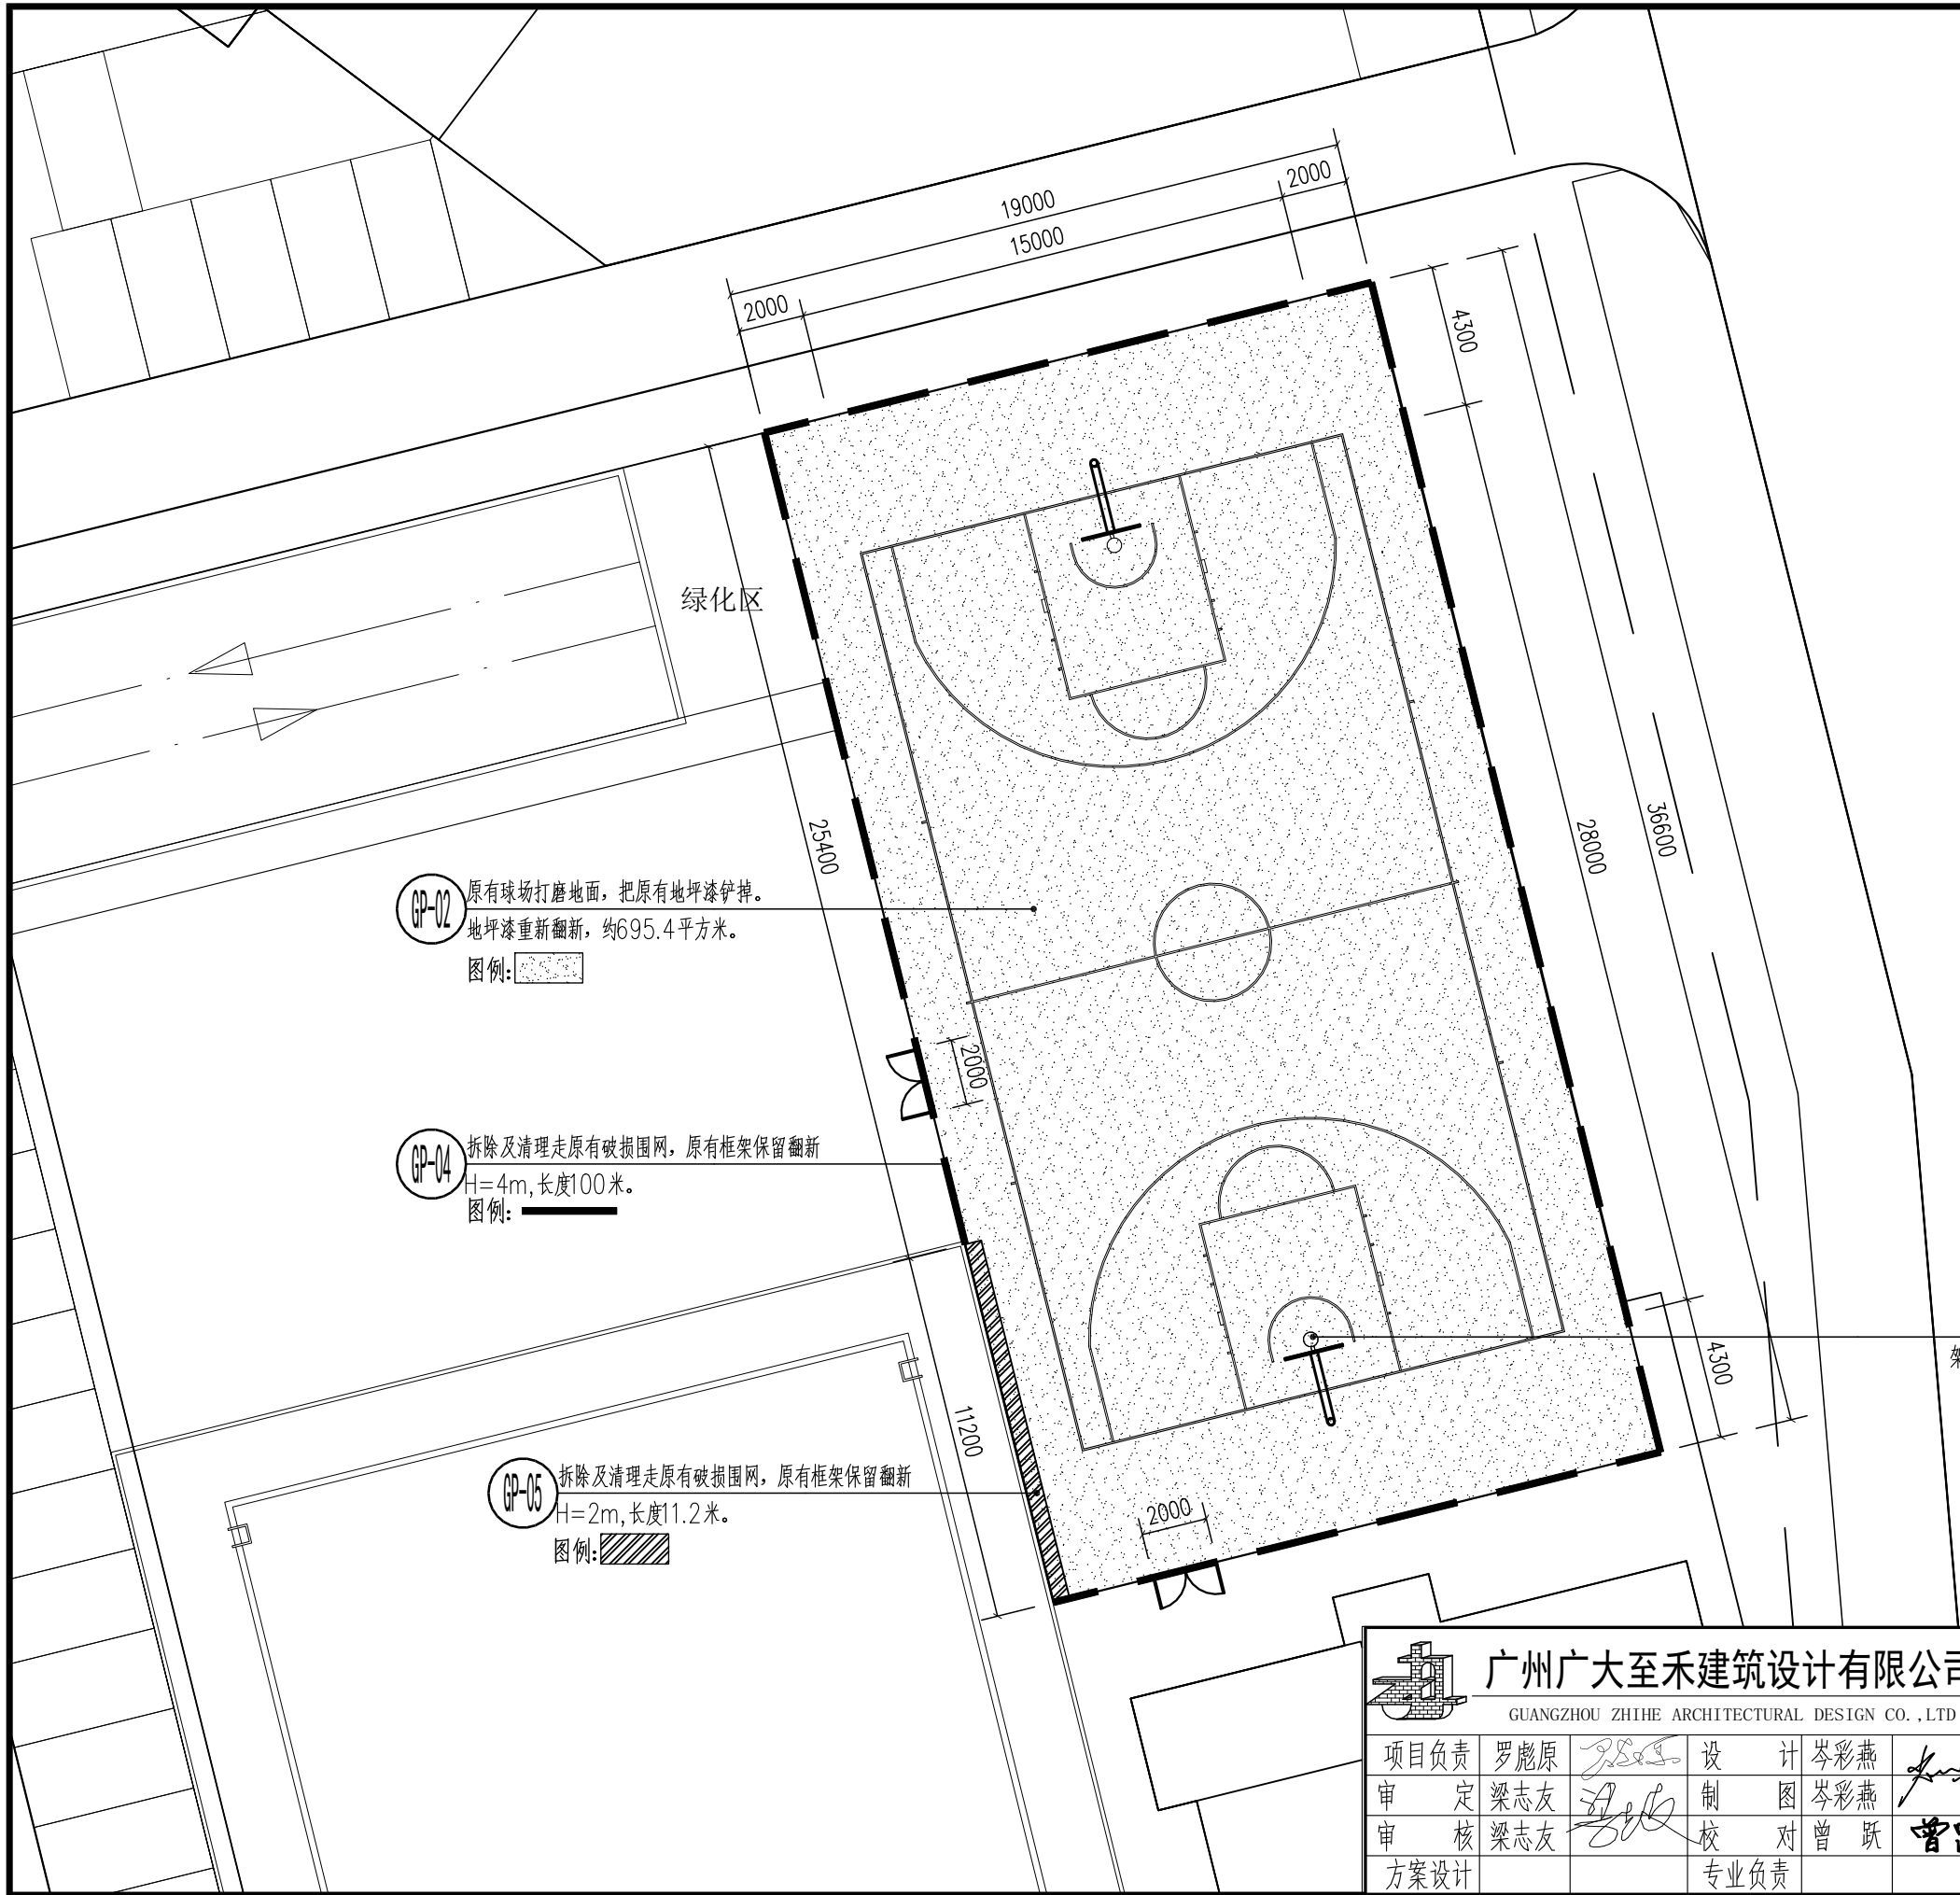 19000
2000
15000
2000
4300
绿化区
25400
28000
36600
GP-02
原有球场打磨地面，把原有地坪漆铲掉。
地坪漆重新翻新，约695.4平方米。
图例:
2000
GP-04
拆除及清理走原有破损围网，原有框架保留翻新
H=4m,长度100米。
图例:
4300
11200
GP-05
拆除及清理走原有破损围网，原有框架保留翻新
H=2m,长度11.2米。
图例:
2000
广州广大至禾建筑设计有限公司
GUANGZHOU ZHIHE ARCHITECTURAL DESIGN CO.,LTD
项目负责 罗彪原 设 计 岑彩燕
审 定 梁志友 制 图 岑彩燕
审 核 梁志友 校 对 曾 跃
方案设计 专业负责